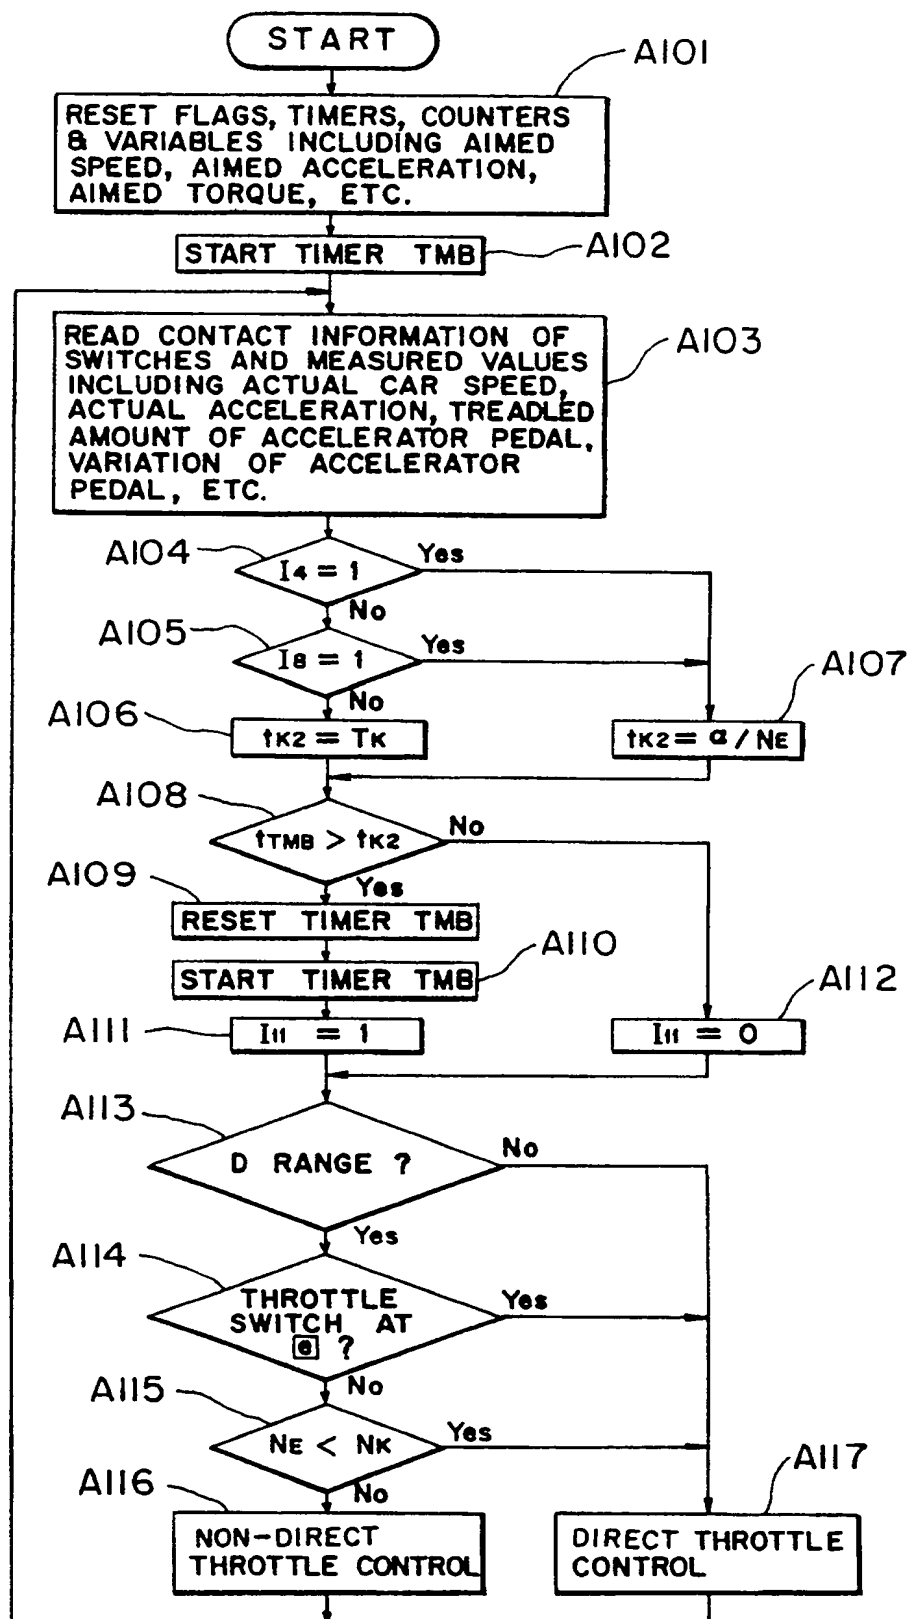 START
A101
RESET FLAGS, TIMERS, COUNTERS
& VARIABLES INCLUDING AIMED
SPEED, AIMED ACCELERATION,
AIMED TORQUE, ETC.
START TIMER TMB
A102
READ CONTACT INFORMATION OF
SWITCHES AND MEASURED VALUES
INCLUDING ACTUAL CAR SPEED,
ACTUAL ACCELERATION, TREADLED
AMOUNT OF ACCELERATOR PEDAL,
VARIATION OF ACCELERATOR
PEDAL, ETC.
A103
A104
I4 = 1
Yes
No
A105
I8 = 1
Yes
No
A106
tK2 = TK
A107
tK2 = α / NE
A108
tTMB > tK2
No
Yes
A109
RESET TIMER TMB
A110
START TIMER TMB
A111
I11 = 1
A112
I11 = 0
A113
D RANGE ?
No
Yes
A114
THROTTLE
SWITCH AT
e ?
Yes
No
A115
NE < NK
Yes
No
A116
NON-DIRECT
THROTTLE CONTROL
A117
DIRECT THROTTLE
CONTROL